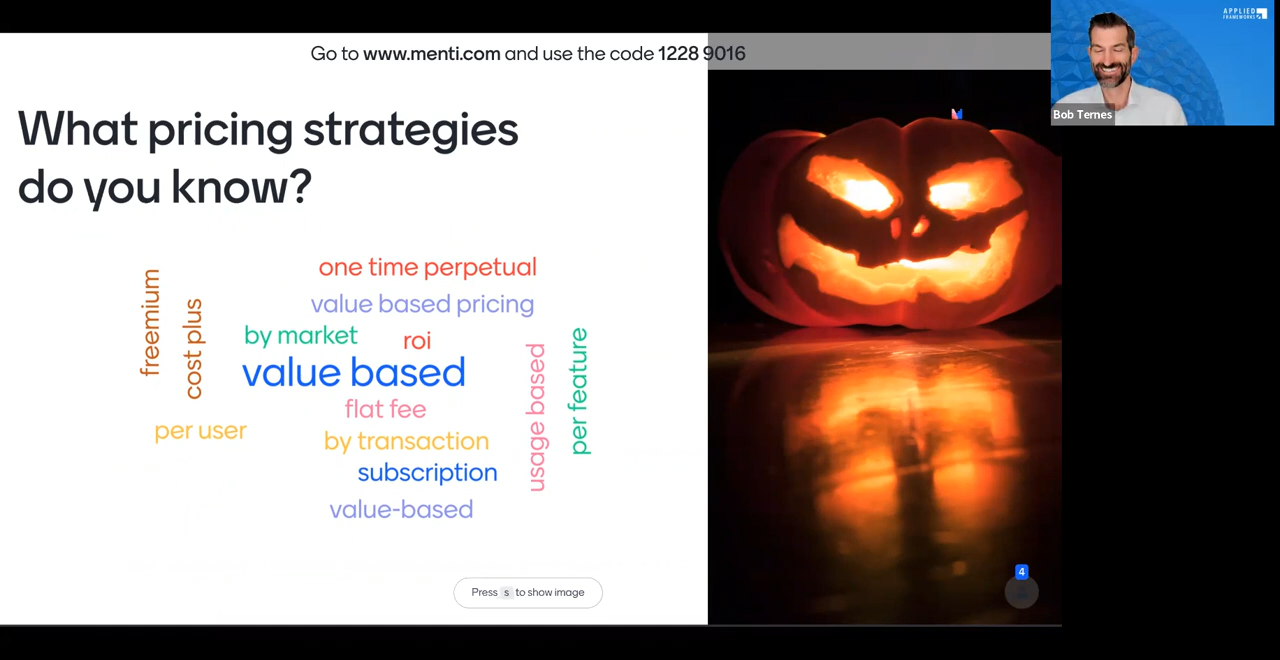 Go to www.menti.com and use the code 1228 9016
APPLIED
FRAMEWORKS
Bob Ternes
What pricing strategies
do you know?
freemium
cost plus
one time perpetual
value based pricing
by market
roi
value based
flat fee
per user
by transaction
subscription
value-based
usage based
per feature
Press s to show image
4